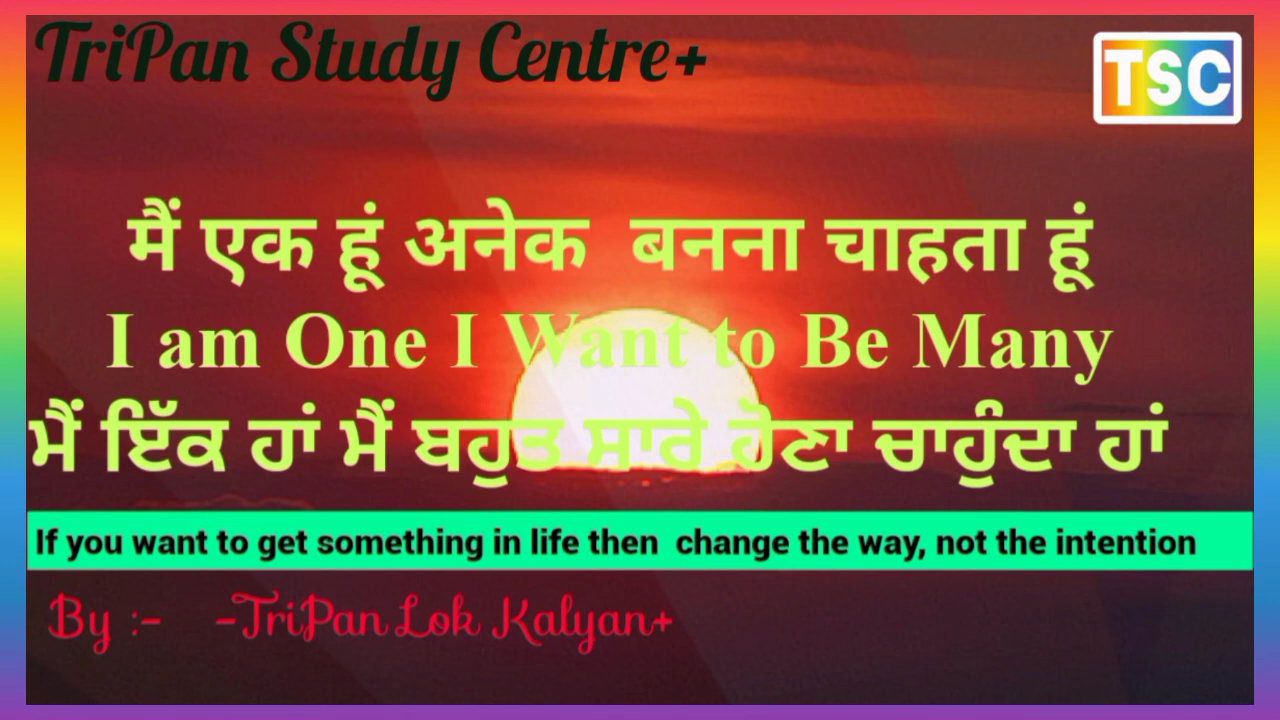 TriPan Study Centre+
TSC
मैं एक हूं अनेक बनना चाहता हूं
I am One I Want to Be Many
ਮੈਂ ਇੱਕ ਹਾਂ ਮੈਂ ਬਹੁਤ ਸਾਰੇ ਹੋਣਾ ਚਾਹੁੰਦਾ ਹਾਂ
If you want to get something in life then change the way, not the intention
By :- -TriPan Lok Kalyan+